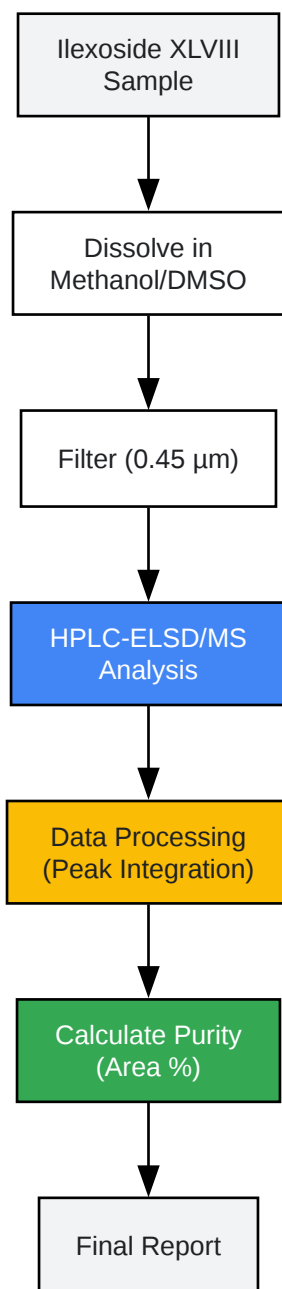 Ilexoside XLVIII
Sample
Dissolve in
Methanol/DMSO
Filter (0.45 µm)
HPLC-ELSD/MS
Analysis
Data Processing
(Peak Integration)
Calculate Purity
(Area %)
Final Report